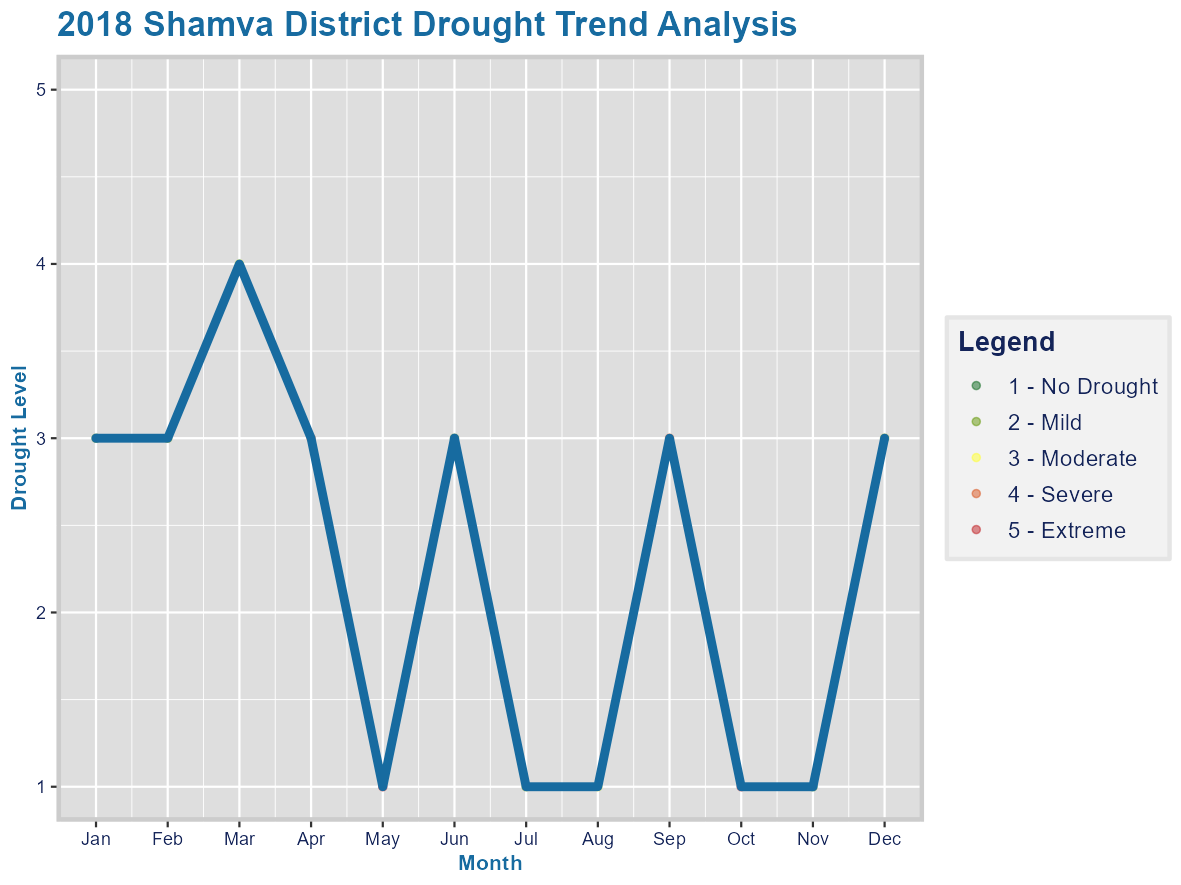 2018 Shamva District Drought Trend Analysis
Drought Level
5
4
3
2
1
Jan Feb Mar Apr May Jun Jul Aug Sep Oct Nov Dec
Month
Legend
1 - No Drought
2 - Mild
3 - Moderate
4 - Severe
5 - Extreme